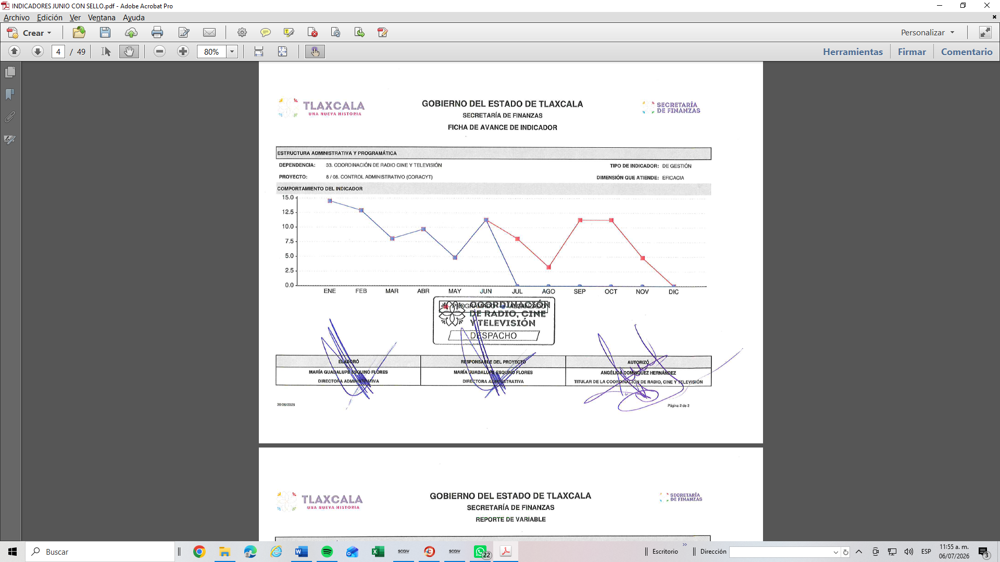 INDICADORES JUNIO CON SELLO.pdf - Adobe Acrobat Pro
Archivo Edición Ver Ventana Ayuda
Crear
Personalizar
4 / 49
80%
Herramientas Firmar Comentario
TLAXCALA
UNA NUEVA HISTORIA
GOBIERNO DEL ESTADO DE TLAXCALA
SECRETARÍA DE FINANZAS
FICHA DE AVANCE DE INDICADOR
SECRETARÍA
DE FINANZAS
ESTRUCTURA ADMINISTRATIVA Y PROGRAMÁTICA
DEPENDENCIA: 33. COORDINACIÓN DE RADIO CINE Y TELEVISIÓN
TIPO DE INDICADOR: DE GESTIÓN
PROYECTO: 8 / 08. CONTROL ADMINISTRATIVO (CORACYT)
DIMENSIÓN QUE ATIENDE: EFICACIA
COMPORTAMIENTO DEL INDICADOR
15.0
12.5
10.0
7.5
5.0
2.5
0.0
ENE FEB MAR ABR MAY JUN JUL AGO SEP OCT NOV DIC
PROGRAMADO ALCANZADO
COORDINACIÓN
DE RADIO, CINE
Y TELEVISIÓN
DESPACHO
ELABORÓ
RESPONSABLE DEL PROYECTO
AUTORIZÓ
MARÍA GUADALUPE ESQUINO FLORES
MARÍA GUADALUPE ESQUINO FLORES
ANGÉLICA DOMÍNGUEZ HERNÁNDEZ
DIRECTORA ADMINISTRATIVA
DIRECTORA ADMINISTRATIVA
TITULAR DE LA COORDINACIÓN DE RADIO, CINE Y TELEVISIÓN
30/06/2026
Página 2 de 2
TLAXCALA
UNA NUEVA HISTORIA
GOBIERNO DEL ESTADO DE TLAXCALA
SECRETARÍA DE FINANZAS
REPORTE DE VARIABLE
SECRETARÍA
DE FINANZAS
Buscar
SCGIV
SCGIV
22
Escritorio
Dirección
ESP
11:55 a. m.
06/07/2026
3